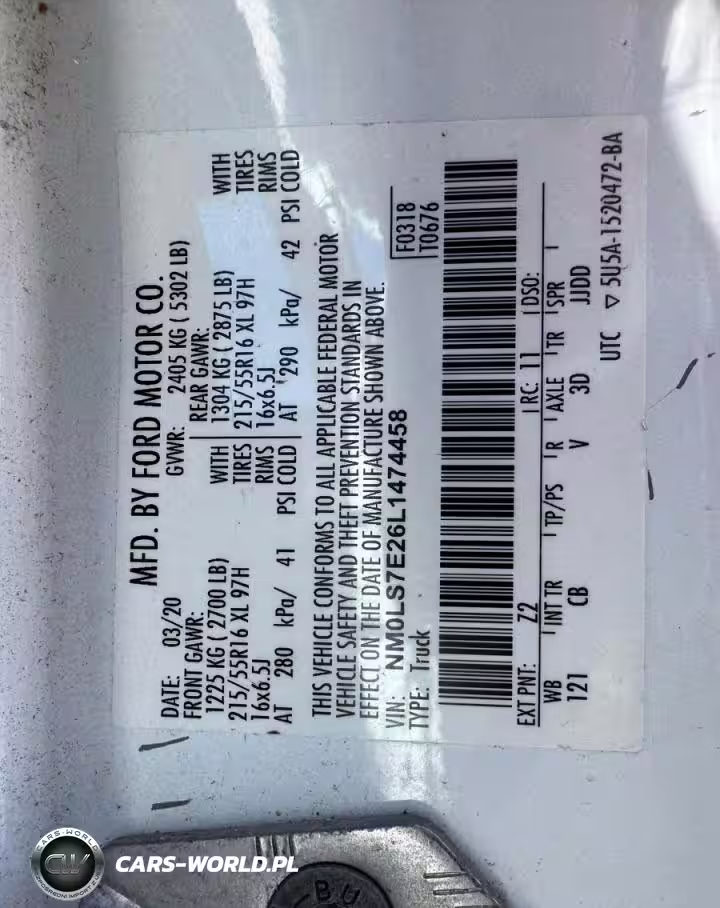 MFD. BY FORD MOTOR CO.
DATE: 03/20 GVWR: 2405 KG ( 5302 LB)
FRONT GAWR: REAR GAWR:
1225 KG ( 2700 LB) WITH 1304 KG ( 2875 LB) WITH
215/55R16 XL 97H TIRES 215/55R16 XL 97H TIRES
16x6.5J RIMS 16x6.5J RIMS
AT 280 kPa/ 41 PSI COLD AT 290 kPa/ 42 PSI COLD
THIS VEHICLE CONFORMS TO ALL APPLICABLE FEDERAL MOTOR
VEHICLE SAFETY AND THEFT PREVENTION STANDARDS IN
EFFECT ON THE DATE OF MANUFACTURE SHOWN ABOVE.
VIN: NM0LS7E26L1474458 F0318
TYPE: Truck T0676
EXT PNT: Z2 RC: 11 DSO:
WB INT TR TP/PS R AXLE TR SPR
121 CB V 3D JJDD
UTC ▽ 5U5A-1520472-BA
CARS-WORLD
CW
CARS-WORLD.PL